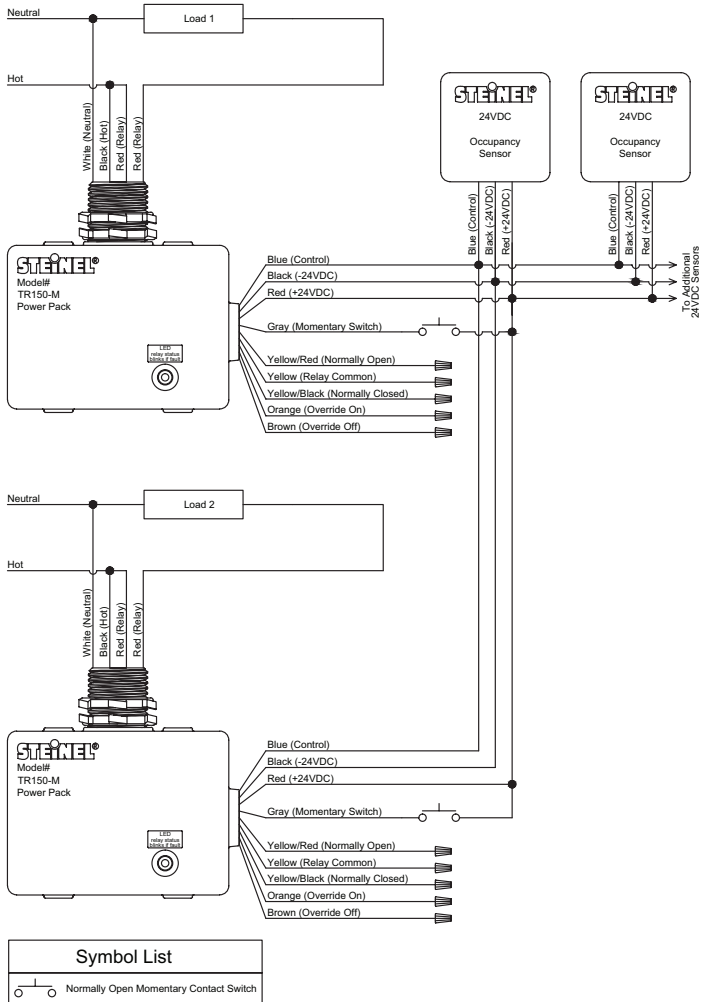 Neutral
Load 1
Hot
White (Neutral)
Black (Hot)
Red (Relay)
Red (Relay)
STEINEL®
24VDC
Occupancy
Sensor
STEINEL®
24VDC
Occupancy
Sensor
Blue (Control)
Black (-24VDC)
Red (+24VDC)
Blue (Control)
Black (-24VDC)
Red (+24VDC)
To Additional
24VDC Sensors
STEINEL®
Model#
TR150-M
Power Pack
LED
relay status
blinks if fault
Blue (Control)
Black (-24VDC)
Red (+24VDC)
Gray (Momentary Switch)
Yellow/Red (Normally Open)
Yellow (Relay Common)
Yellow/Black (Normally Closed)
Orange (Override On)
Brown (Override Off)
Neutral
Load 2
Hot
White (Neutral)
Black (Hot)
Red (Relay)
Red (Relay)
STEINEL®
Model#
TR150-M
Power Pack
LED
relay status
blinks if fault
Blue (Control)
Black (-24VDC)
Red (+24VDC)
Gray (Momentary Switch)
Yellow/Red (Normally Open)
Yellow (Relay Common)
Yellow/Black (Normally Closed)
Orange (Override On)
Brown (Override Off)
Symbol List
Normally Open Momentary Contact Switch